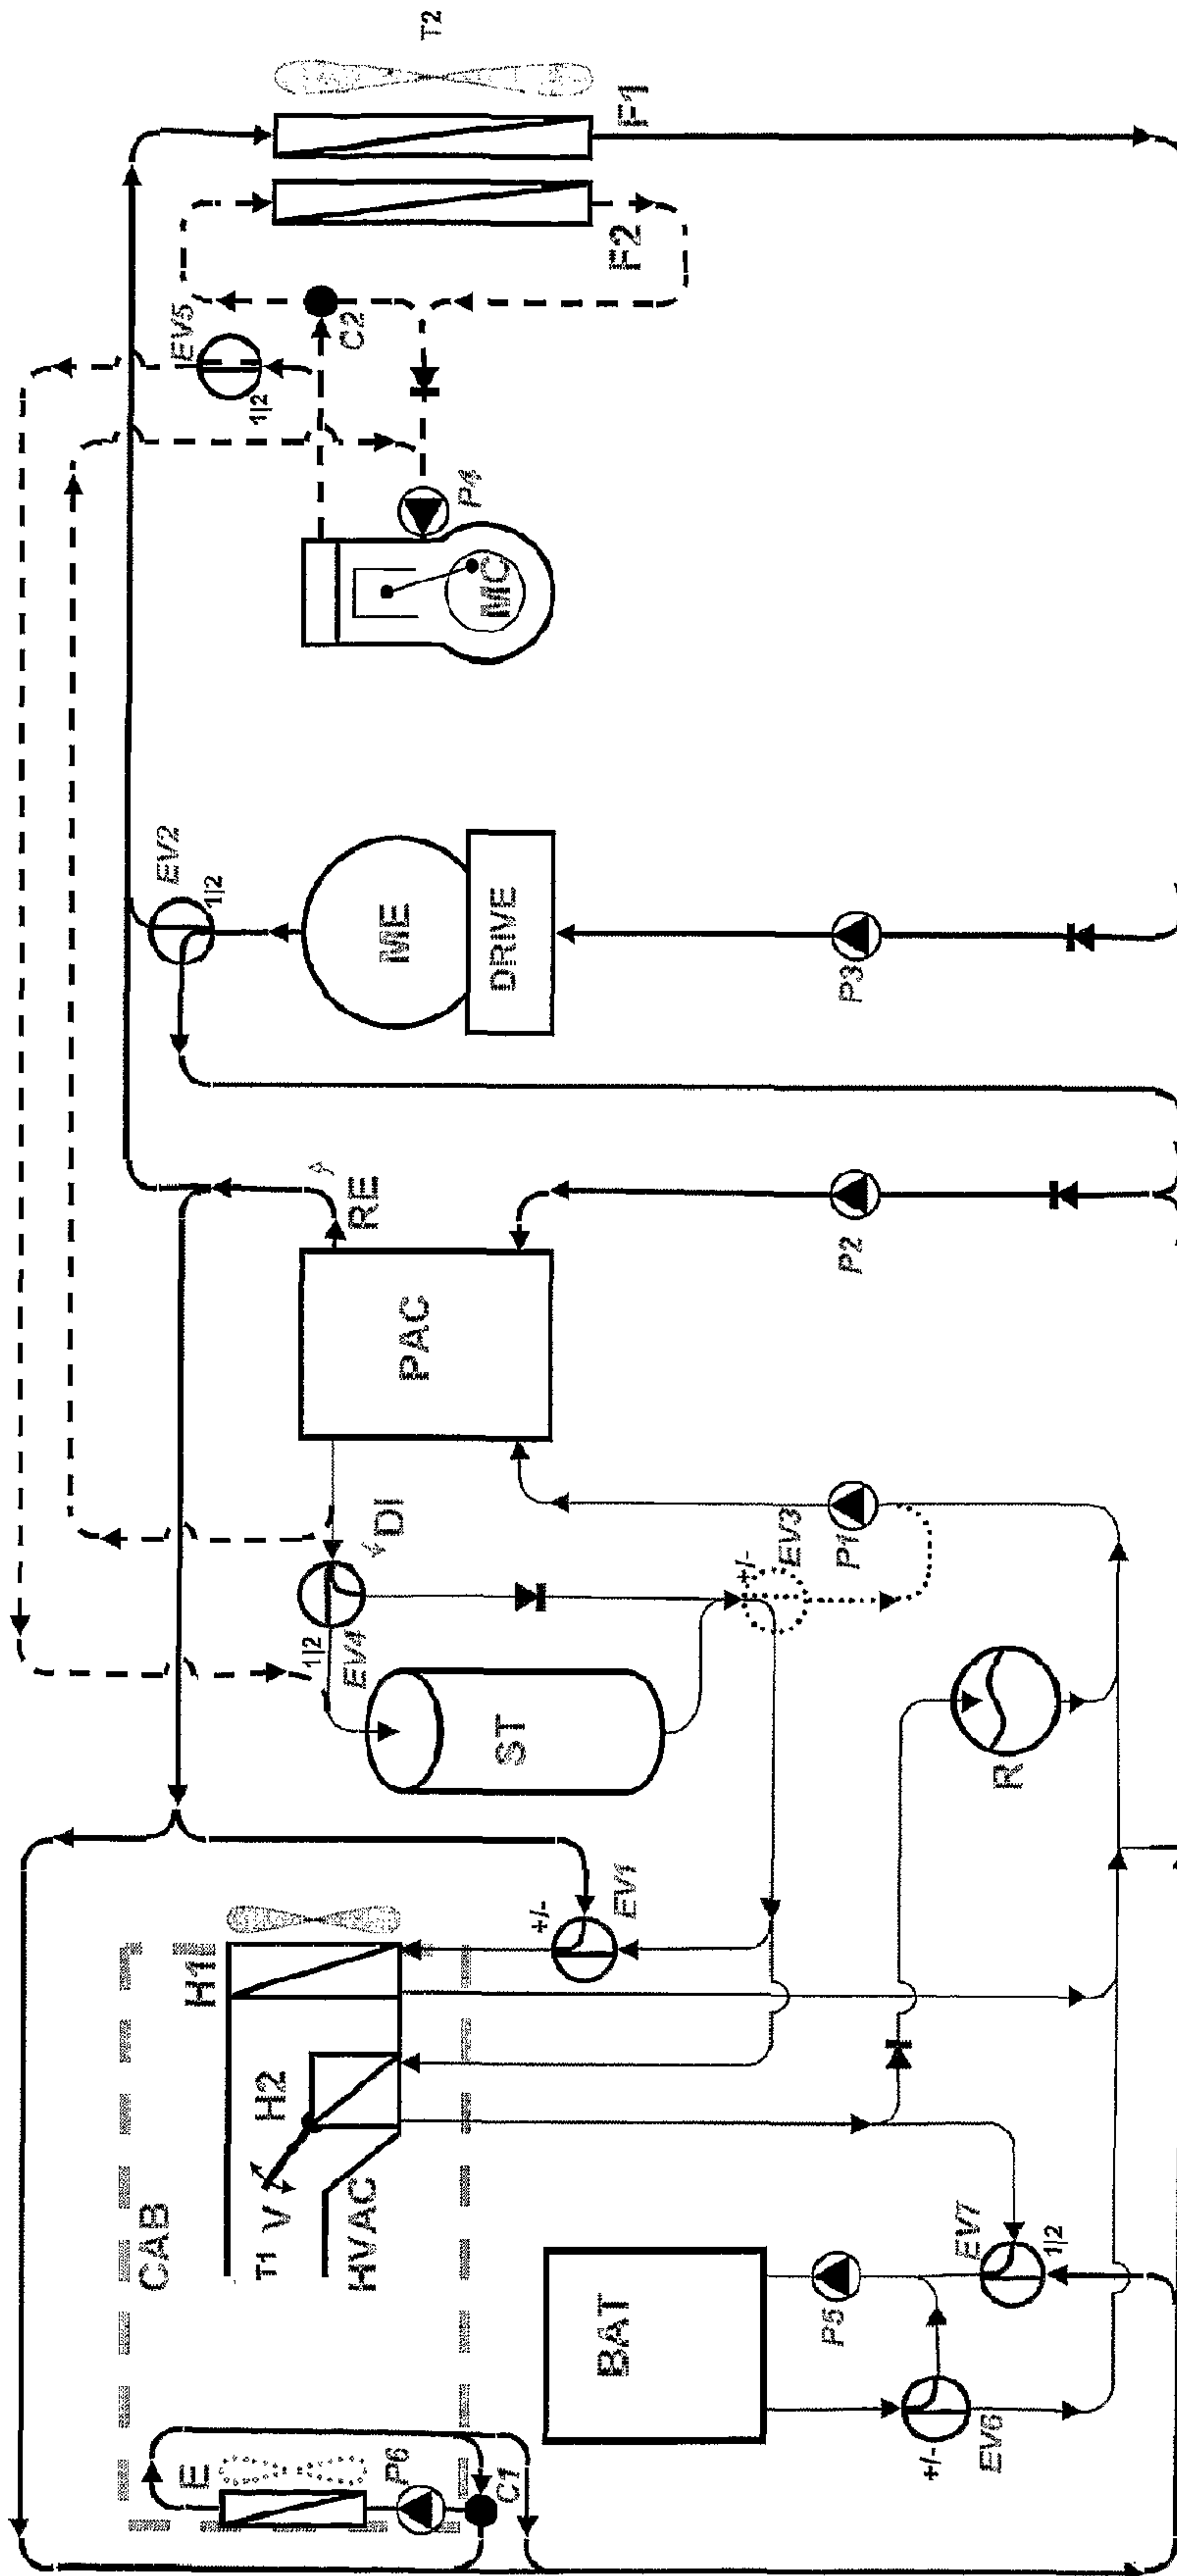 T2
F1
F2
EV5
1|2
C2
P4
MC
EV2
1|2
ME
DRIVE
P3
RE
PAC
P2
DI
1|2
EV4
+/-
EV3
P1
ST
R
+/-
EV1
H1
H2
CAB
T1
V
HVAC
EV7
1|2
P5
BAT
+/-
EV6
E
P6
C1